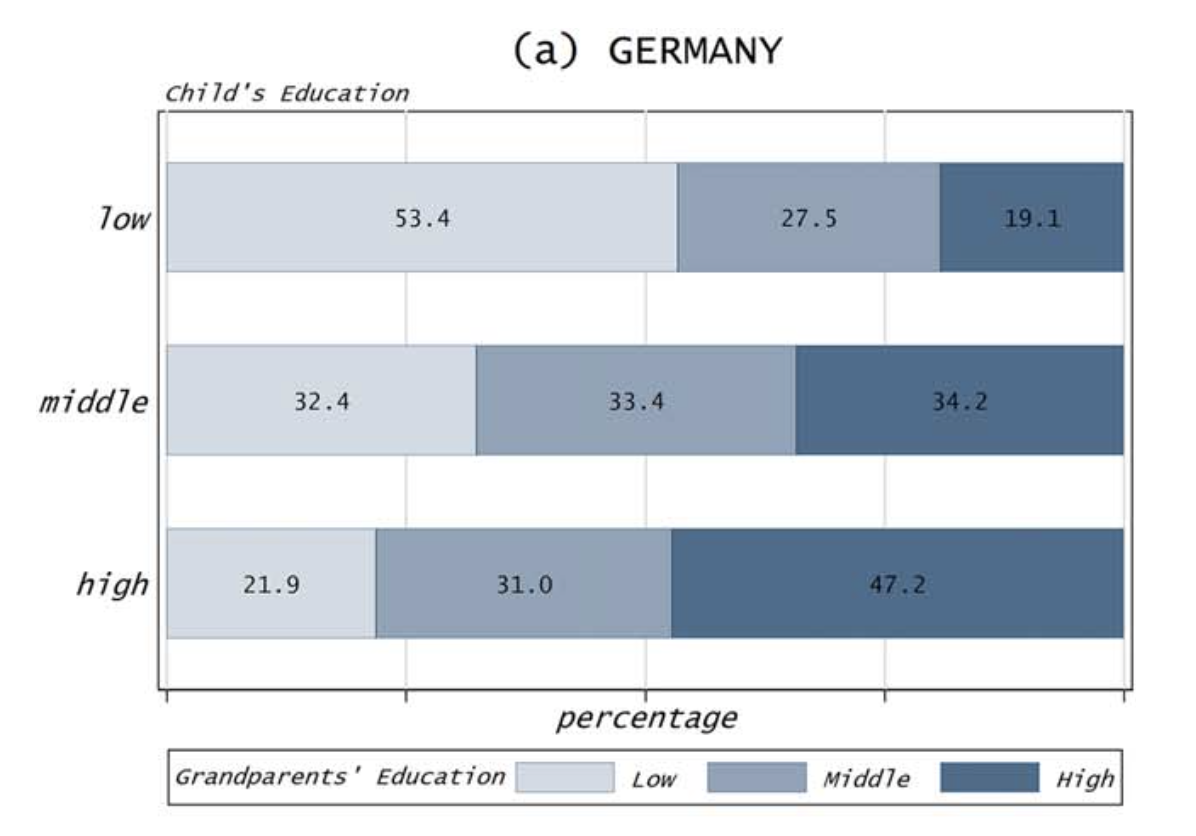 (a) GERMANY
Child's Education
low 53.4 27.5 19.1
middle 32.4 33.4 34.2
high 21.9 31.0 47.2
percentage
Grandparents' Education Low Middle High